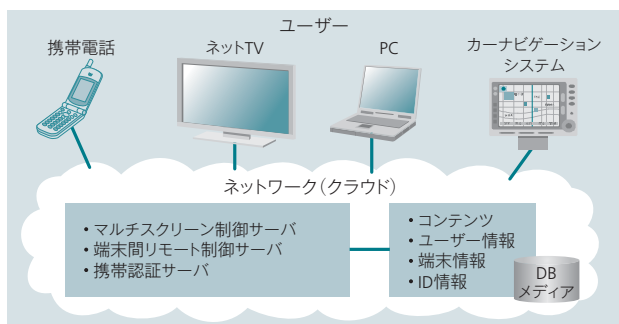 ユーザー
携帯電話
ネットTV
PC
カーナビゲーション
システム
ネットワーク（クラウド）
・マルチスクリーン制御サーバ
・端末間リモート制御サーバ
・携帯認証サーバ
・コンテンツ
・ユーザー情報
・端末情報
・ID情報
DB
メディア